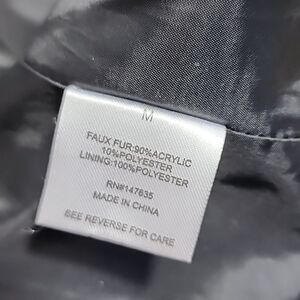 M
FAUX FUR:90%ACRYLIC
10%POLYESTER
LINING:100%POLYESTER
RN#147635
MADE IN CHINA
SEE REVERSE FOR CARE